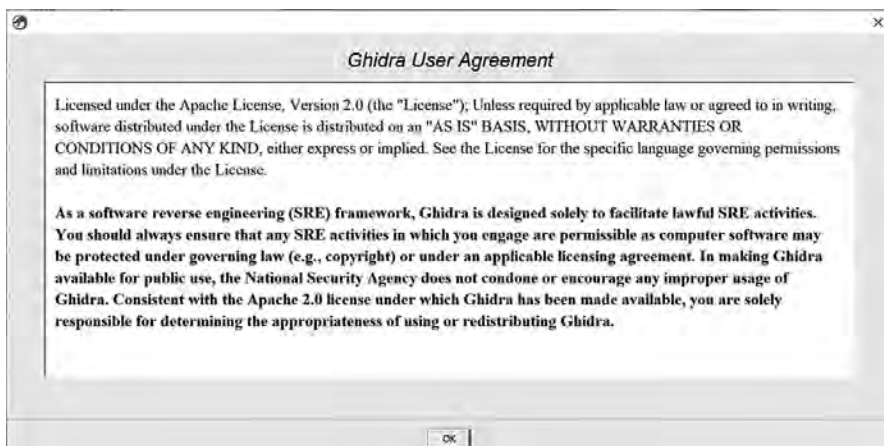 Ghidra User Agreement
Licensed under the Apache License, Version 2.0 (the "License"); Unless required by applicable law or agreed to in writing,
software distributed under the License is distributed on an "AS IS" BASIS, WITHOUT WARRANTIES OR
CONDITIONS OF ANY KIND, either express or implied. See the License for the specific language governing permissions
and limitations under the License.
As a software reverse engineering (SRE) framework, Ghidra is designed solely to facilitate lawful SRE activities.
You should always ensure that any SRE activities in which you engage are permissible as computer software may
be protected under governing law (e.g., copyright) or under an applicable licensing agreement. In making Ghidra
available for public use, the National Security Agency does not condone or encourage any improper usage of
Ghidra. Consistent with the Apache 2.0 license under which Ghidra has been made available, you are solely
responsible for determining the appropriateness of using or redistributing Ghidra.
OK